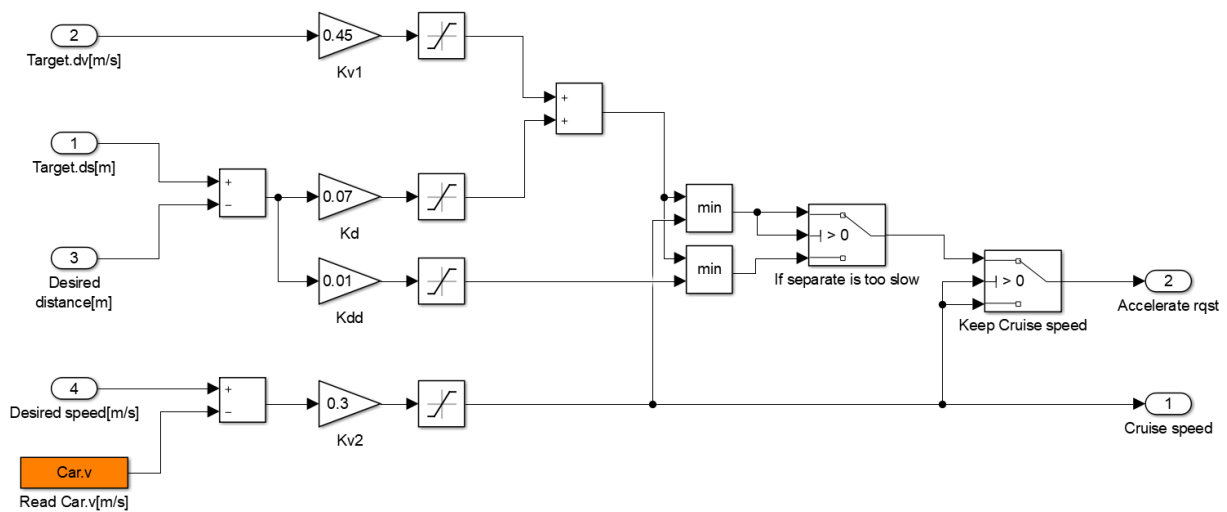 2
Target.dv[m/s]
0.45
Kv1
+
+
1
Target.ds[m]
+
−
0.07
Kd
3
Desired
distance[m]
0.01
Kdd
min
min
> 0
If separate is too slow
> 0
Keep Cruise speed
2
Accelerate rqst
4
Desired speed[m/s]
+
−
0.3
Kv2
1
Cruise speed
Car.v
Read Car.v[m/s]